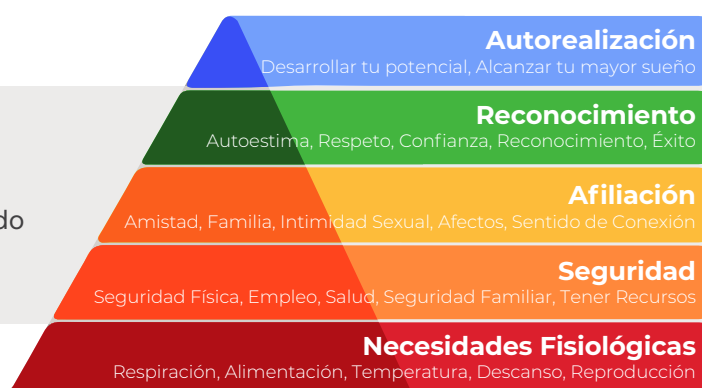 Autorealización
Desarrollar tu potencial, Alcanzar tu mayor sueño
Reconocimiento
Autoestima, Respeto, Confianza, Reconocimiento, Éxito
Afiliación
Amistad, Familia, Intimidad Sexual, Afectos, Sentido de Conexión
do
Seguridad
Seguridad Física, Empleo, Salud, Seguridad Familiar, Tener Recursos
Necesidades Fisiológicas
Respiración, Alimentación, Temperatura, Descanso, Reproducción